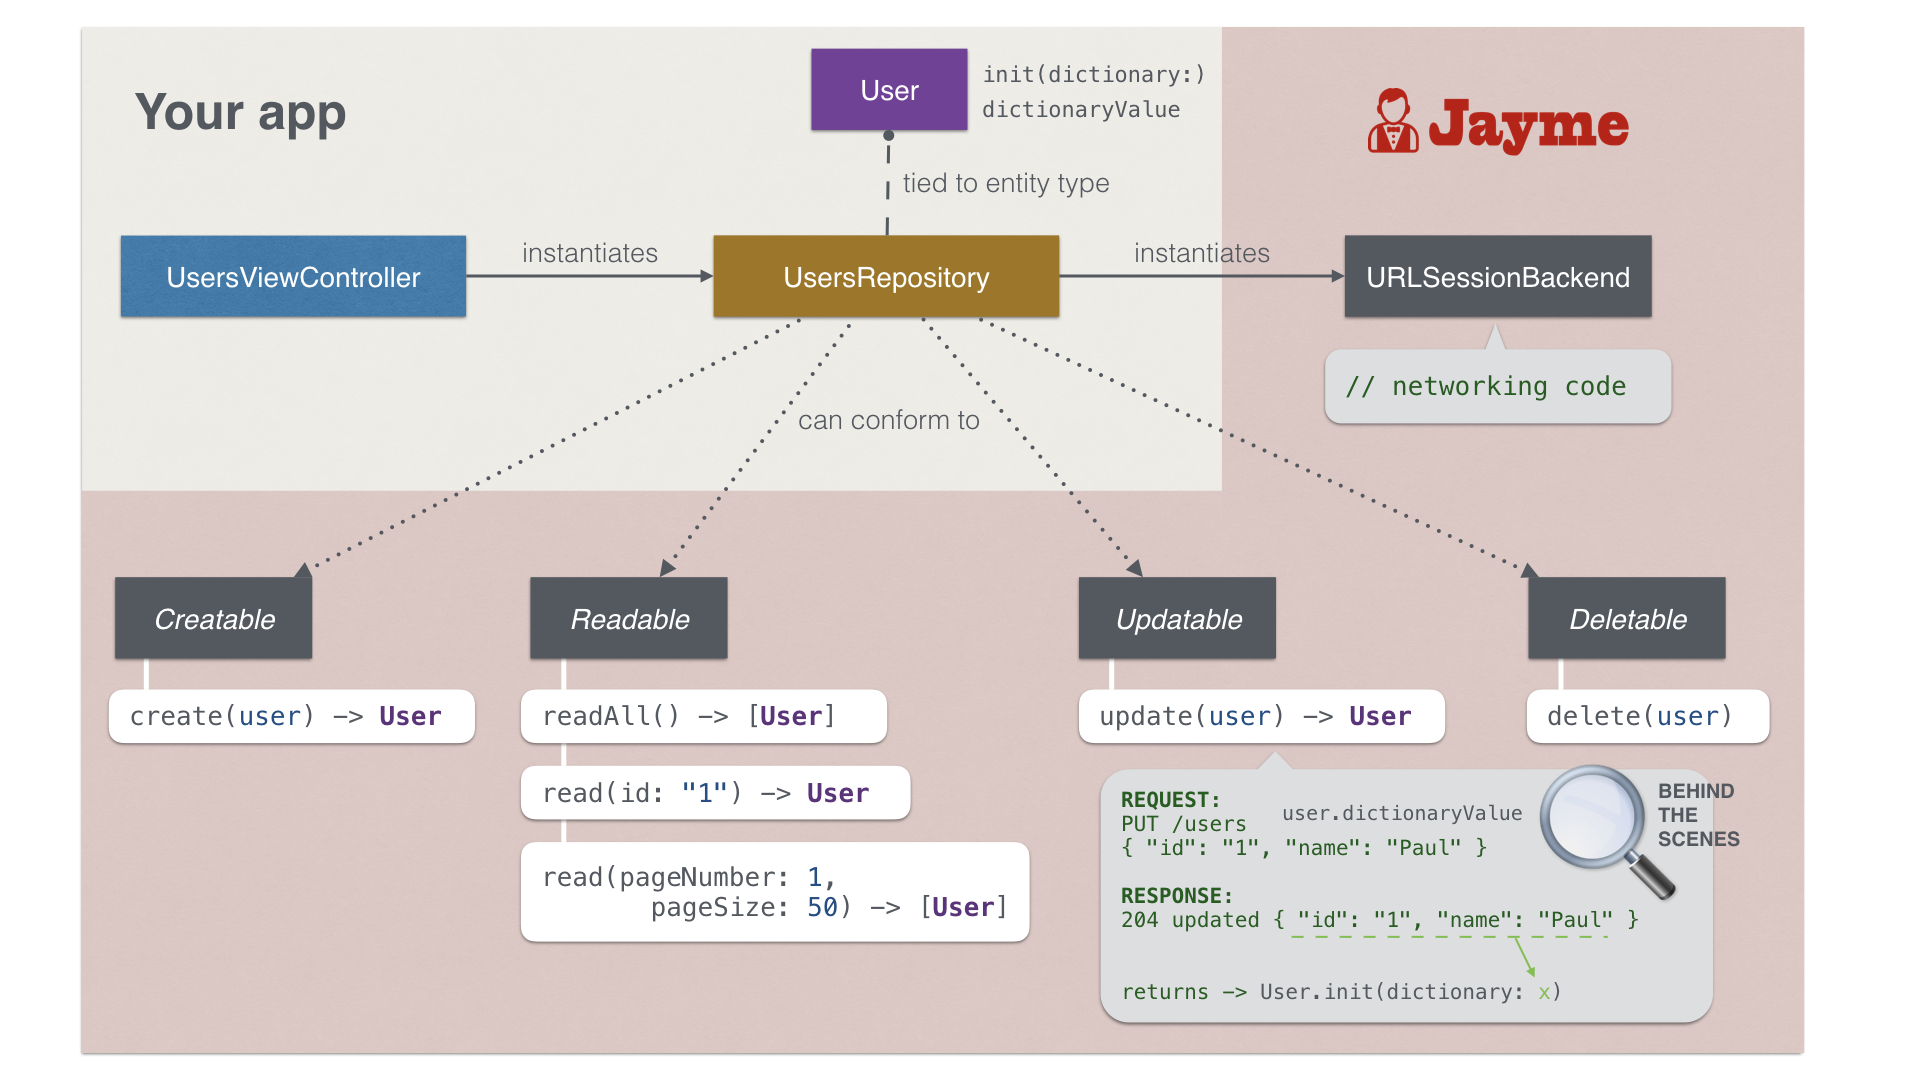 Your app
User
init(dictionary:)
dictionaryValue
Jayme
tied to entity type
UsersViewController
instantiates
UsersRepository
instantiates
URLSessionBackend
// networking code
can conform to
Creatable
Readable
Updatable
Deletable
create(user) -> User
readAll() -> [User]
update(user) -> User
delete(user)
read(id: "1") -> User
read(pageNumber: 1,
pageSize: 50) -> [User]
REQUEST:
PUT /users
user.dictionaryValue
{ "id": "1", "name": "Paul" }
BEHIND
THE
SCENES
RESPONSE:
204 updated { "id": "1", "name": "Paul" }
returns -> User.init(dictionary: x)